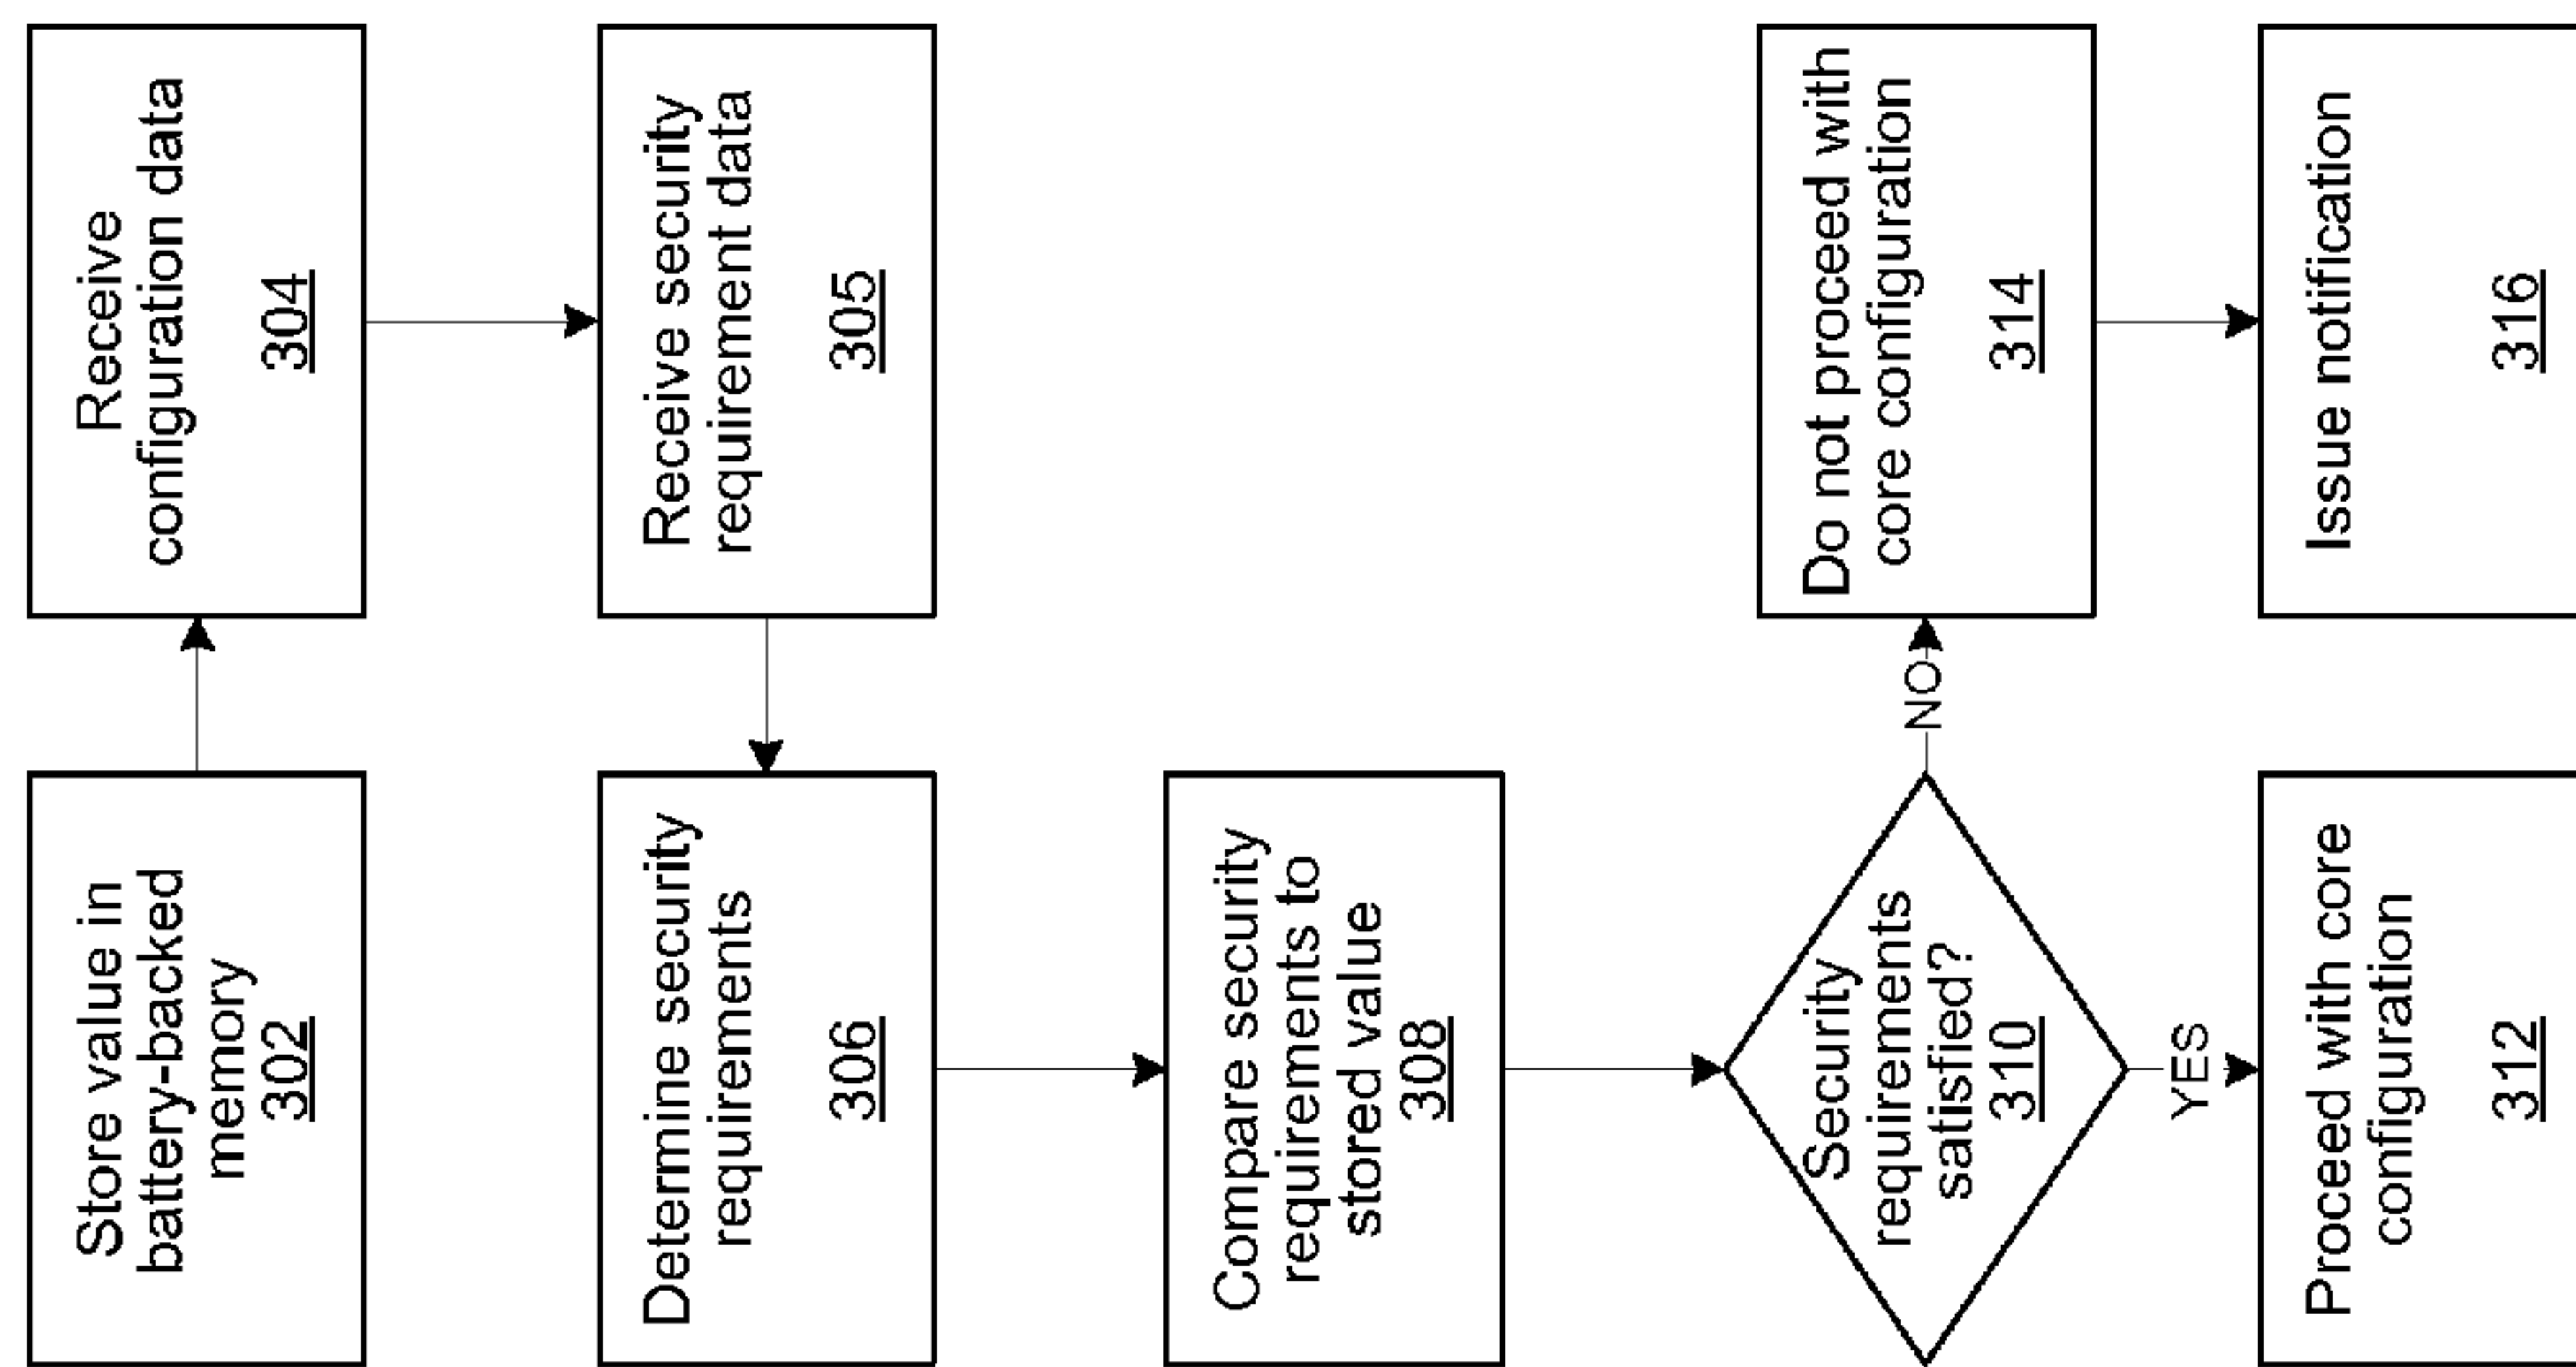 Store value in
battery-backed
memory
302
Receive
configuration data
304
Receive security
requirement data
305
Determine security
requirements
306
Compare security
requirements to
stored value
308
Security
requirements
satisfied?
310
NO
YES
Do not proceed with
core configuration
314
Issue notification
316
Proceed with core
configuration
312